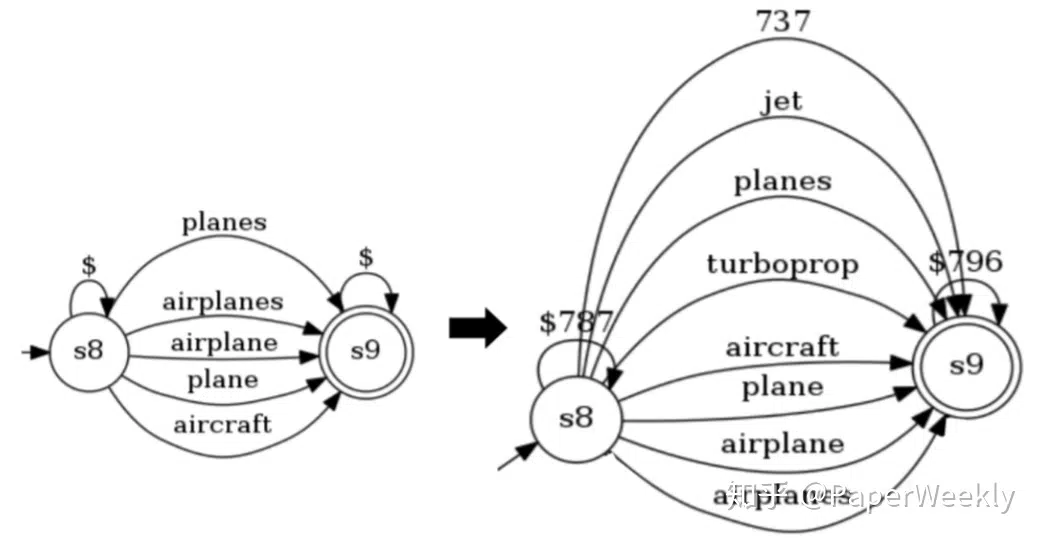 planes
$
$
airplanes
airplane
s8
s9
plane
aircraft
737
jet
planes
turboprop
$796
$787
aircraft
s9
plane
s8
airplane
airplanes
知乎 @PaperWeekly